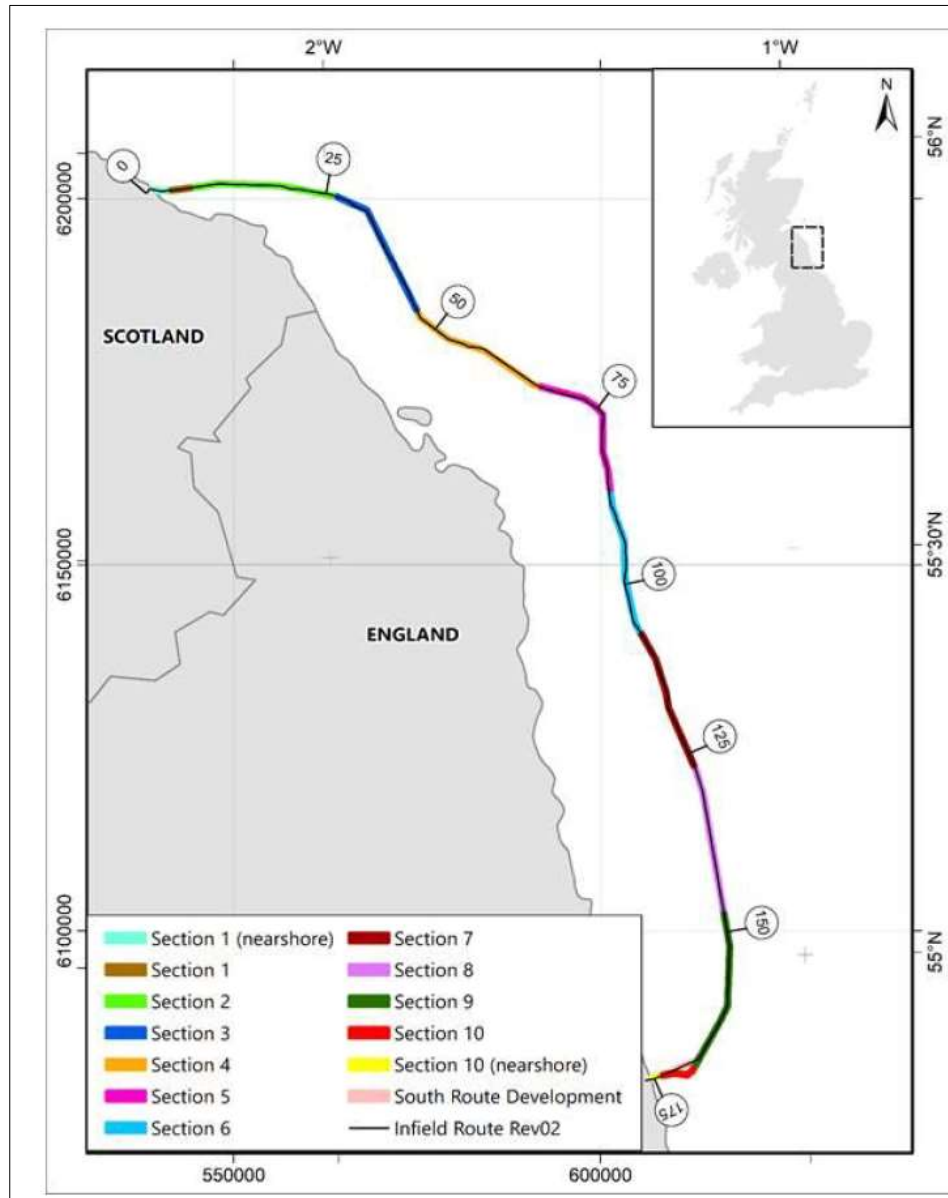 2°W 1°W
N
56°N
0
25
6200000
50
SCOTLAND
75
6150000
55°30'N
100
ENGLAND
125
150
6100000
55°N
Section 1 (nearshore)
Section 1
Section 2
Section 3
Section 4
Section 5
Section 6
Section 7
Section 8
Section 9
Section 10
Section 10 (nearshore)
South Route Development
Infield Route Rev02
175
550000 600000